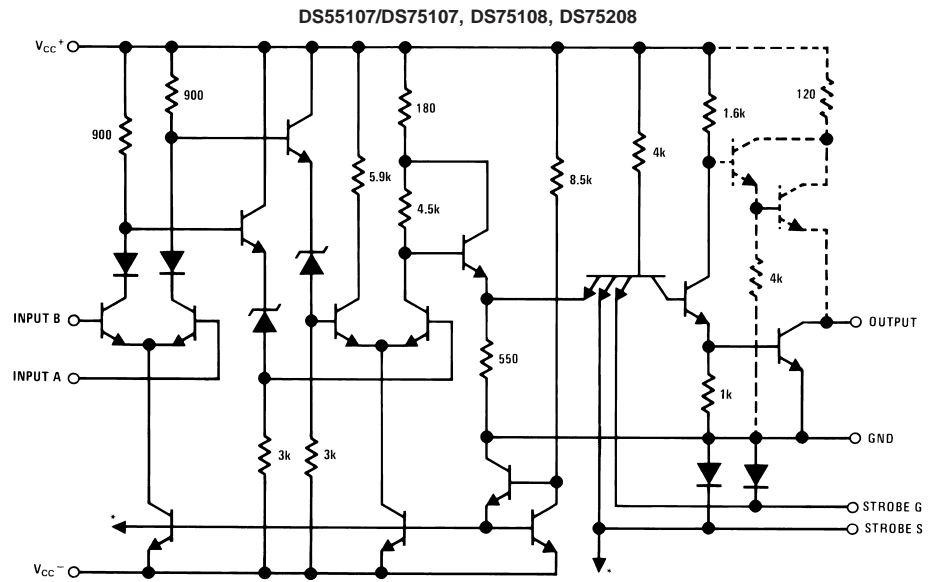 DS55107/DS75107, DS75108, DS75208
VCC+
900
900
180
1.6k
120
5.9k
4k
8.5k
4.5k
4k
INPUT B
OUTPUT
INPUT A
550
1k
GND
3k
3k
STROBE G
*
STROBE S
*
VCC−